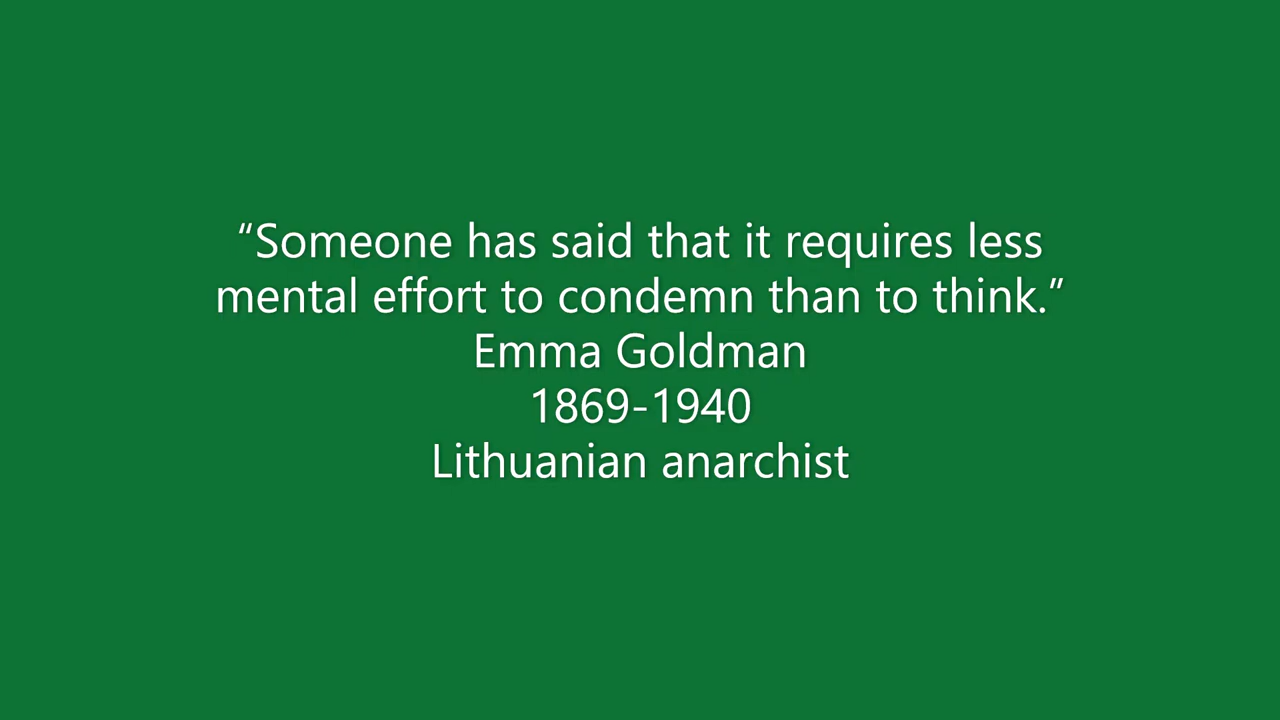 “Someone has said that it requires less
mental effort to condemn than to think.”
Emma Goldman
1869-1940
Lithuanian anarchist